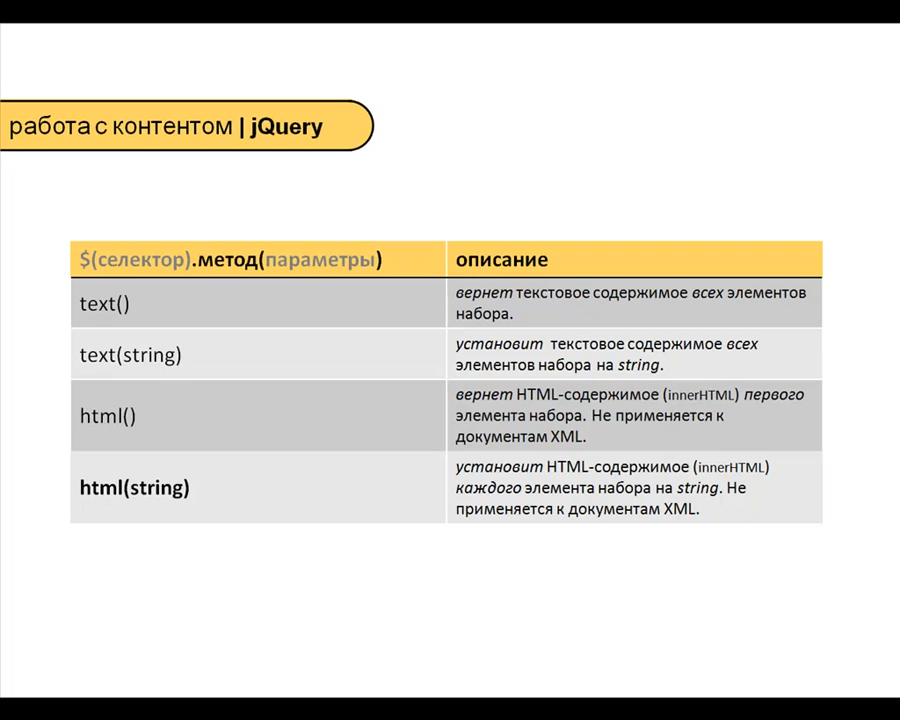 работа с контентом | jQuery
$(селектор).метод(параметры)
описание
text()
вернет текстовое содержимое всех элементов
набора.
text(string)
установит текстовое содержимое всех
элементов набора на string.
html()
вернет HTML-содержимое (innerHTML) первого
элемента набора. Не применяется к
документам XML.
html(string)
установит HTML-содержимое (innerHTML)
каждого элемента набора на string. Не
применяется к документам XML.